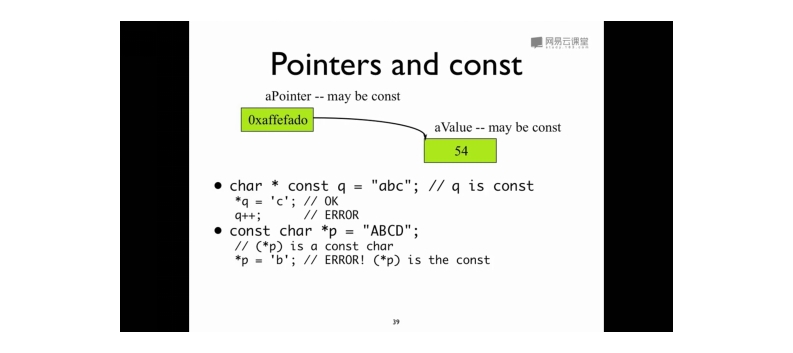 网易云课堂
Pointers and const
aPointer -- may be const
0xaffefado
aValue -- may be const
54
• char * const q = "abc"; // q is const
*q = 'c'; // OK
q++; // ERROR
• const char *p = "ABCD";
// (*p) is a const char
*p = 'b'; // ERROR! (*p) is the const
39